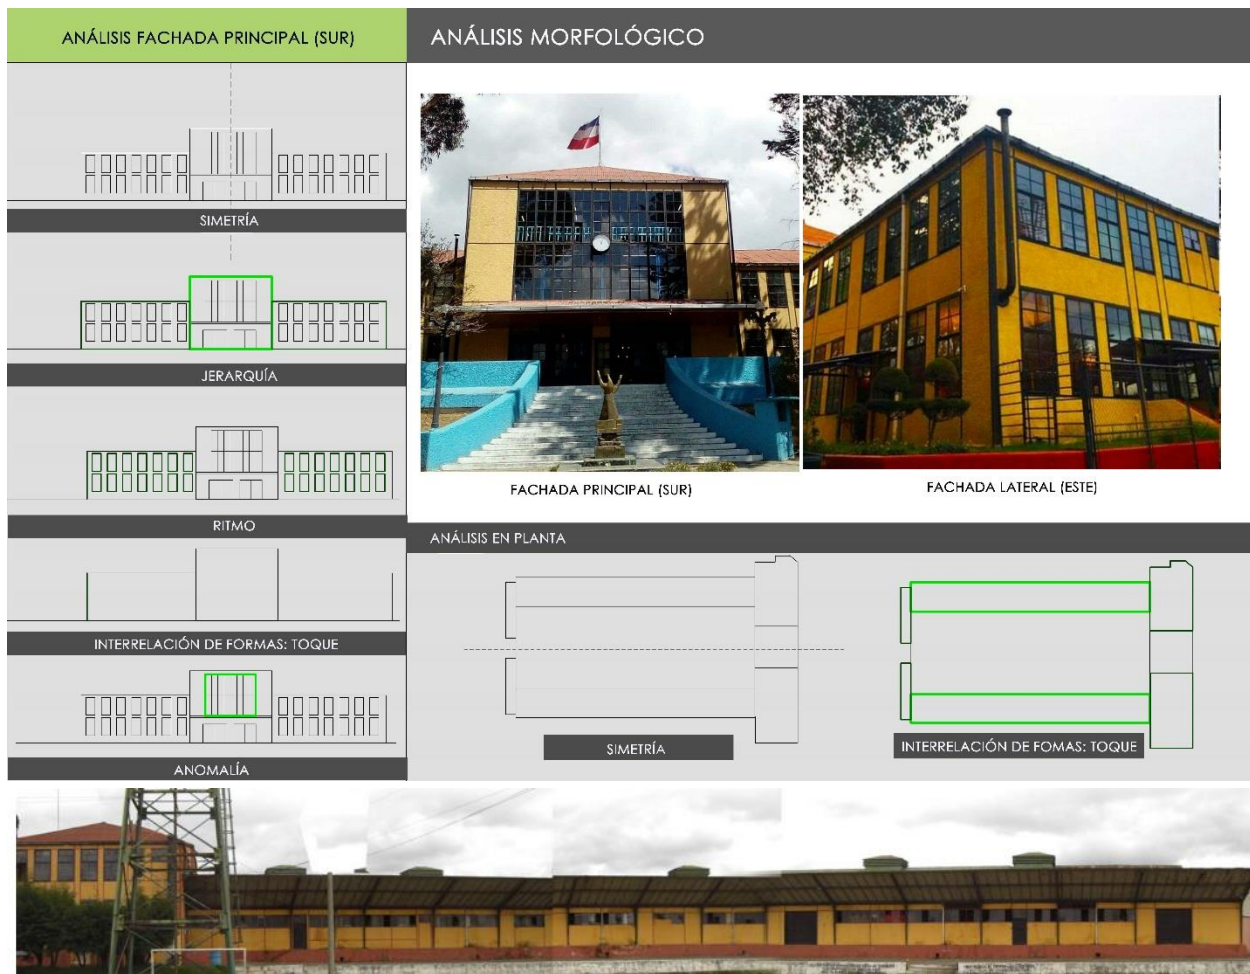 ANÁLISIS FACHADA PRINCIPAL (SUR)
ANÁLISIS MORFOLÓGICO
SIMETRÍA
JERARQUÍA
RITMO
INTERRELACIÓN DE FORMAS: TOQUE
ANOMALÍA
FACHADA PRINCIPAL (SUR)
FACHADA LATERAL (ESTE)
ANÁLISIS EN PLANTA
SIMETRÍA
INTERRELACIÓN DE FOMAS: TOQUE